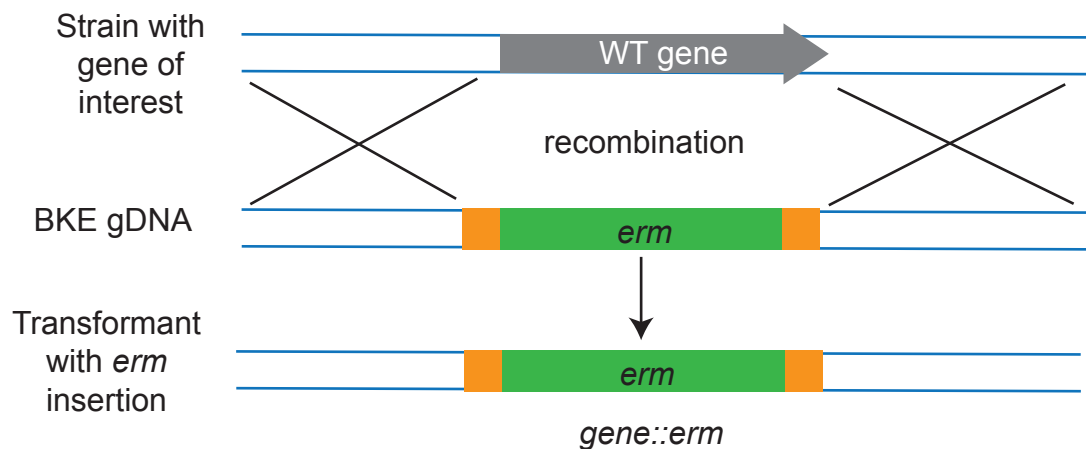 Strain with
gene of
interest
WT gene
recombination
BKE gDNA
erm
Transformant
with erm
insertion
erm
gene::erm